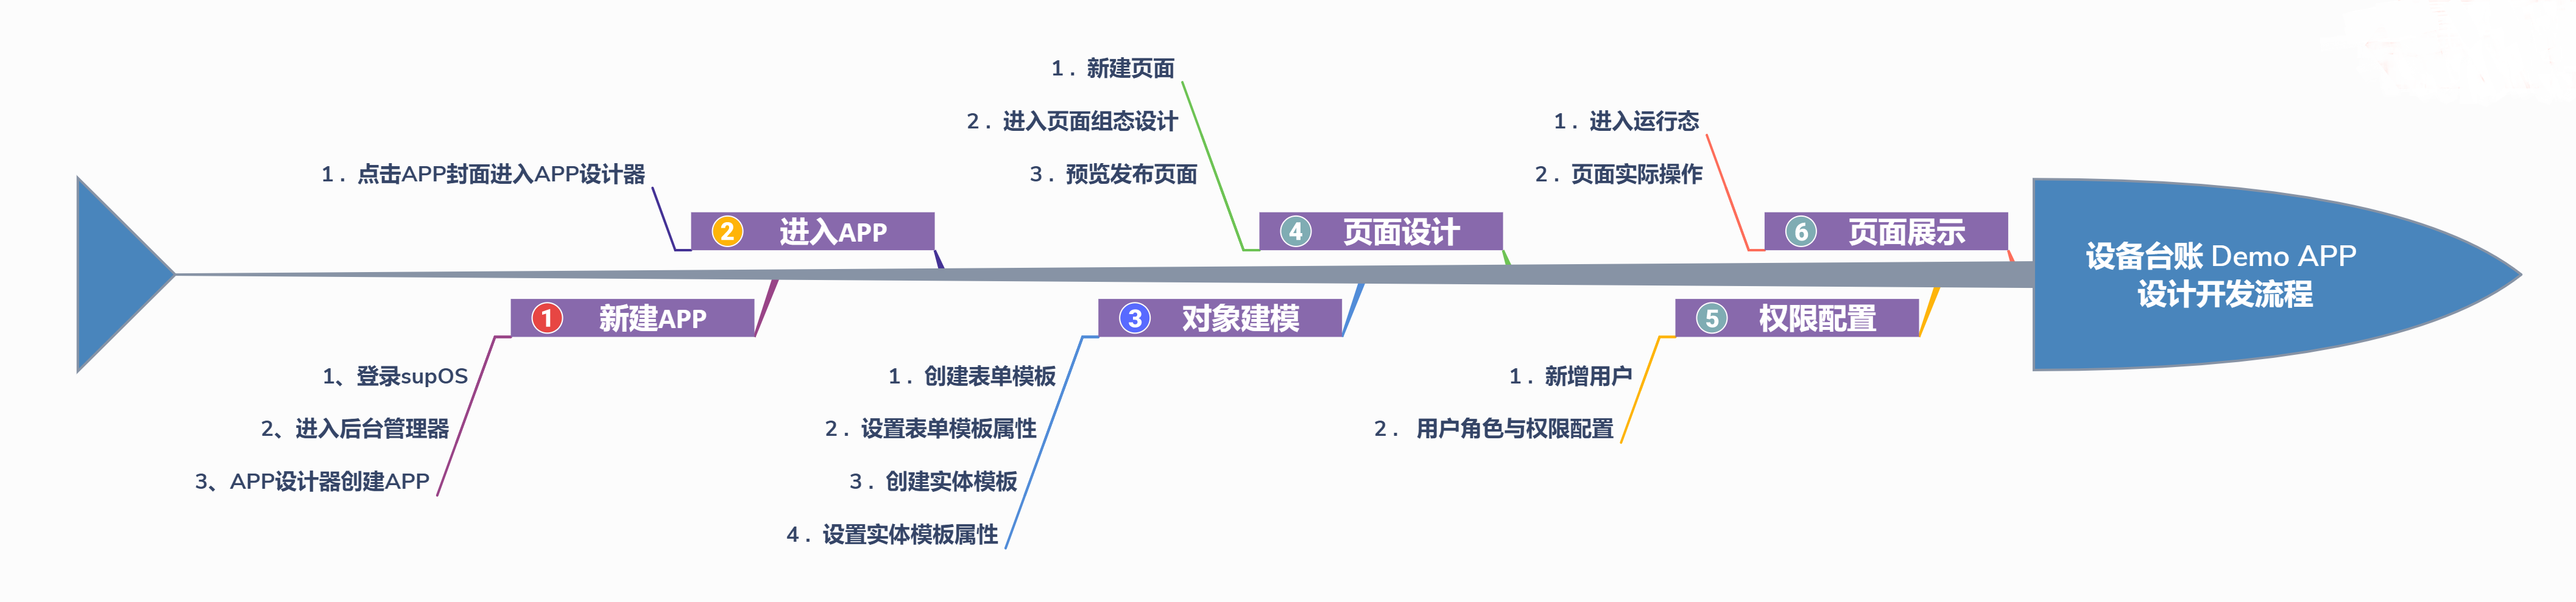 1 . 新建页面
2 . 进入页面组态设计
3 . 预览发布页面
1 . 进入运行态
2 . 页面实际操作
1 . 点击APP封面进入APP设计器
2 进入APP
4 页面设计
6 页面展示
设备台账 Demo APP
设计开发流程
1 新建APP
3 对象建模
5 权限配置
1、登录supOS
2、进入后台管理器
3、APP设计器创建APP
1 . 创建表单模板
2 . 设置表单模板属性
3 . 创建实体模板
4 . 设置实体模板属性
1 . 新增用户
2 . 用户角色与权限配置